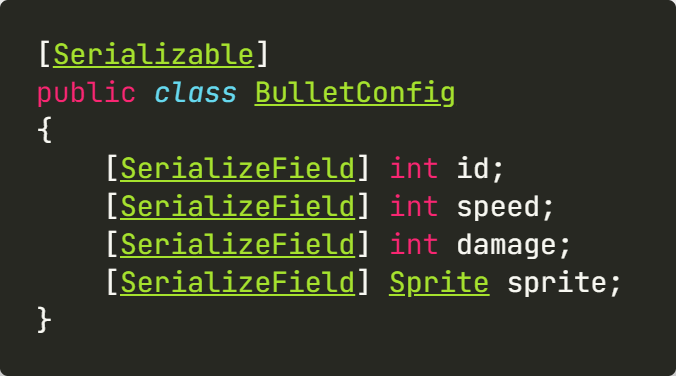 [Serializable]
public class BulletConfig
{
    [SerializeField] int id;
    [SerializeField] int speed;
    [SerializeField] int damage;
    [SerializeField] Sprite sprite;
}